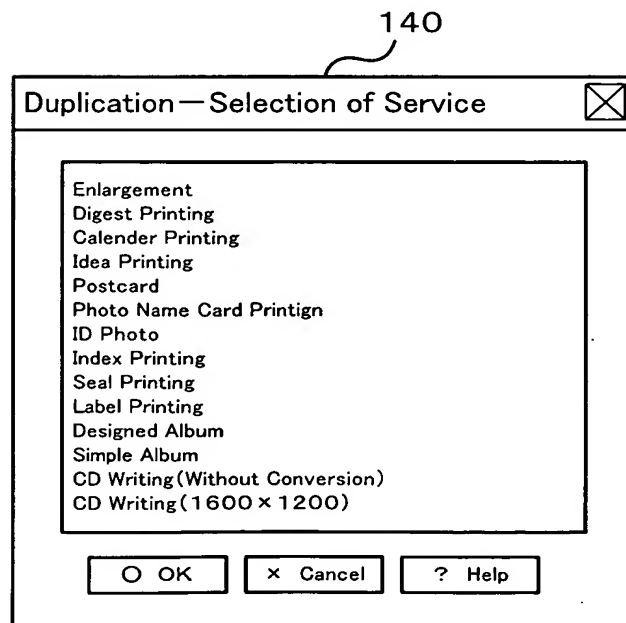 140
Duplication—Selection of Service
Enlargement
Digest Printing
Calender Printing
Idea Printing
Postcard
Photo Name Card Printign
ID Photo
Index Printing
Seal Printing
Label Printing
Designed Album
Simple Album
CD Writing(Without Conversion)
CD Writing(1600×1200)
○ OK × Cancel ? Help